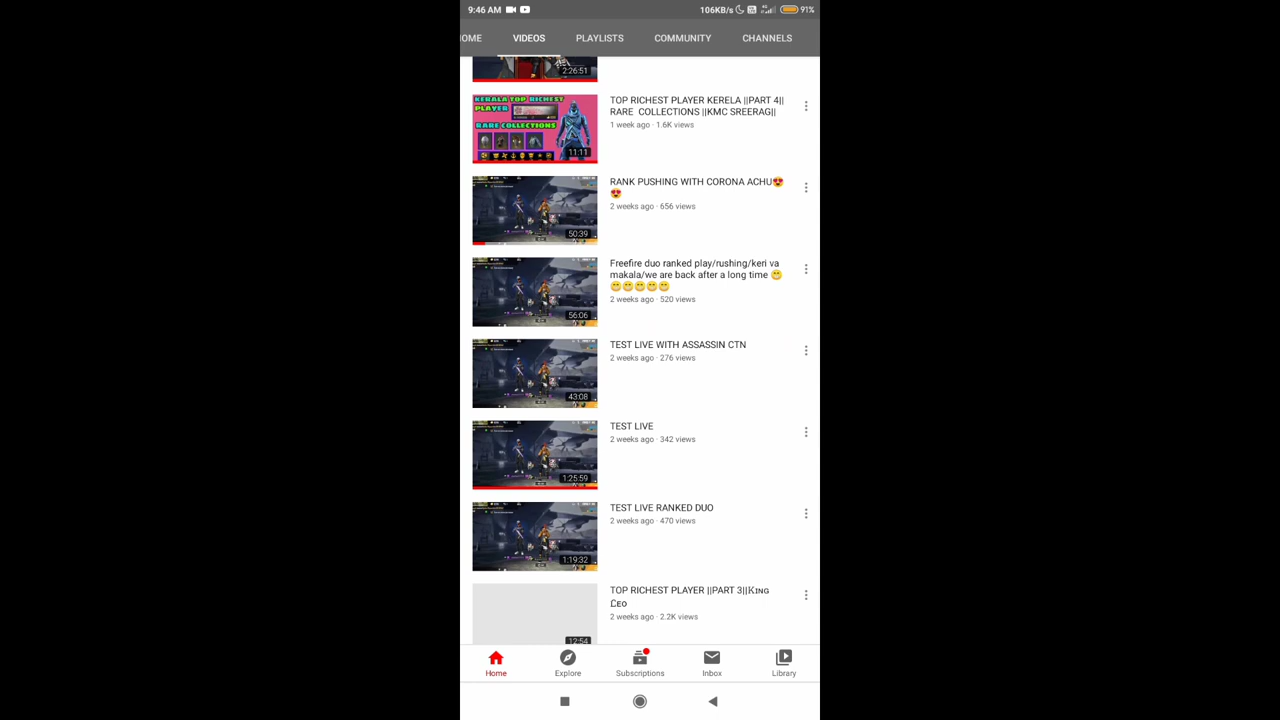 9:46 AM 106KB/s 91%
OME VIDEOS PLAYLISTS COMMUNITY CHANNELS
2:26:51
KERALA TOP RICHEST
PLAYER
RARE COLLECTIONS
11:11
TOP RICHEST PLAYER KERELA ||PART 4||
RARE COLLECTIONS ||KMC SREERAG||
1 week ago · 1.6K views
50:39
RANK PUSHING WITH CORONA ACHU😍
😍
2 weeks ago · 656 views
56:06
Freefire duo ranked play/rushing/keri va
makala/we are back after a long time 😁
😁😁😁😁😁
2 weeks ago · 520 views
43:08
TEST LIVE WITH ASSASSIN CTN
2 weeks ago · 276 views
1:25:59
TEST LIVE
2 weeks ago · 342 views
1:19:32
TEST LIVE RANKED DUO
2 weeks ago · 470 views
12:54
TOP RICHEST PLAYER ||PART 3||Kɪɴɢ
£ᴇᴏ
2 weeks ago · 2.2K views
Home Explore Subscriptions Inbox Library